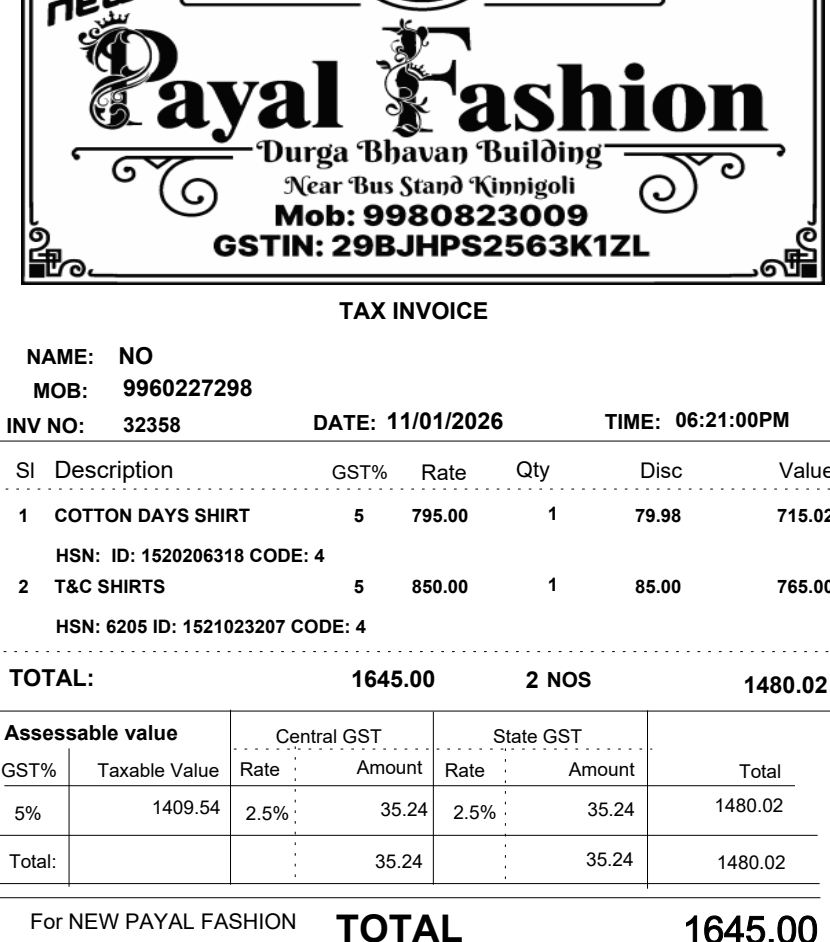 new
Payal Fashion
Durga Bhavan Building
Near Bus Stand Kinnigoli
Mob: 9980823009
GSTIN: 29BJHPS2563K1ZL
TAX INVOICE
NAME: NO
MOB: 9960227298
INV NO: 32358 DATE: 11/01/2026 TIME: 06:21:00PM
Sl Description GST% Rate Qty Disc Value
1 COTTON DAYS SHIRT 5 795.00 1 79.98 715.02
HSN: ID: 1520206318 CODE: 4
2 T&C SHIRTS 5 850.00 1 85.00 765.00
HSN: 6205 ID: 1521023207 CODE: 4
TOTAL: 1645.00 2 NOS 1480.02
Assessable value Central GST State GST
GST% Taxable Value Rate Amount Rate Amount Total
5% 1409.54 2.5% 35.24 2.5% 35.24 1480.02
Total: 35.24 35.24 1480.02
For NEW PAYAL FASHION TOTAL 1645.00